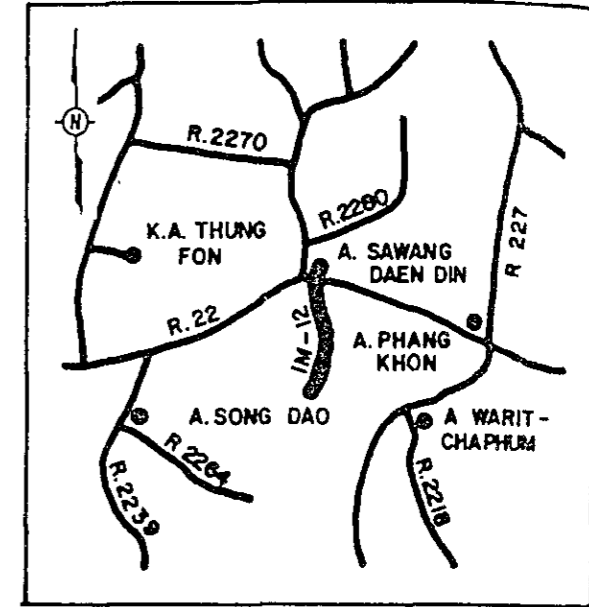 N
R.2270
R.2280
R 227
K.A. THUNG
FON
A. SAWANG
DAEN DIN
R.22
IM-12
A. PHANG
KHON
A. SONG DAO
A WARIT-
CHAPHUM
R 2264
R.2239
R.2218